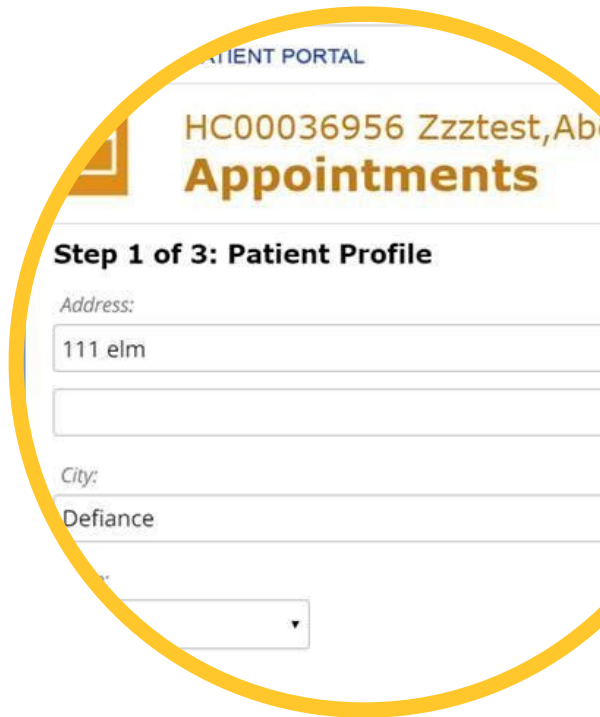 PATIENT PORTAL
HC00036956 Zzztest,Ab
Appointments
Step 1 of 3: Patient Profile
Address:
111 elm
City:
Defiance